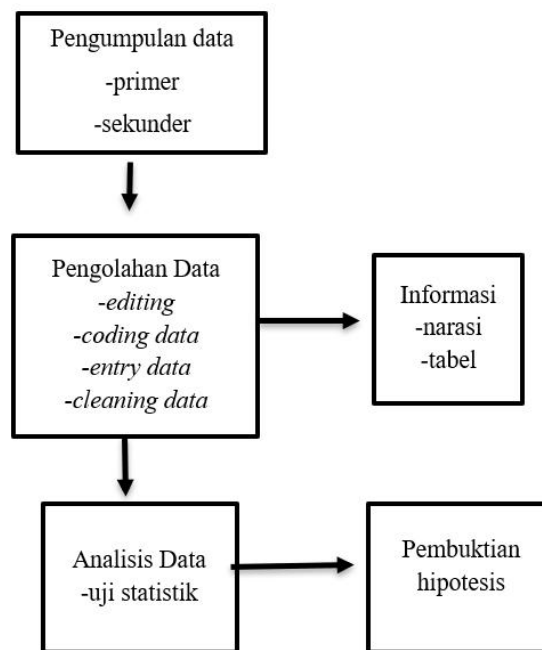 Pengumpulan data
-primer
-sekunder
Pengolahan Data
-editing
-coding data
-entry data
-cleaning data
Informasi
-narasi
-tabel
Analisis Data
-uji statistik
Pembuktian
hipotesis